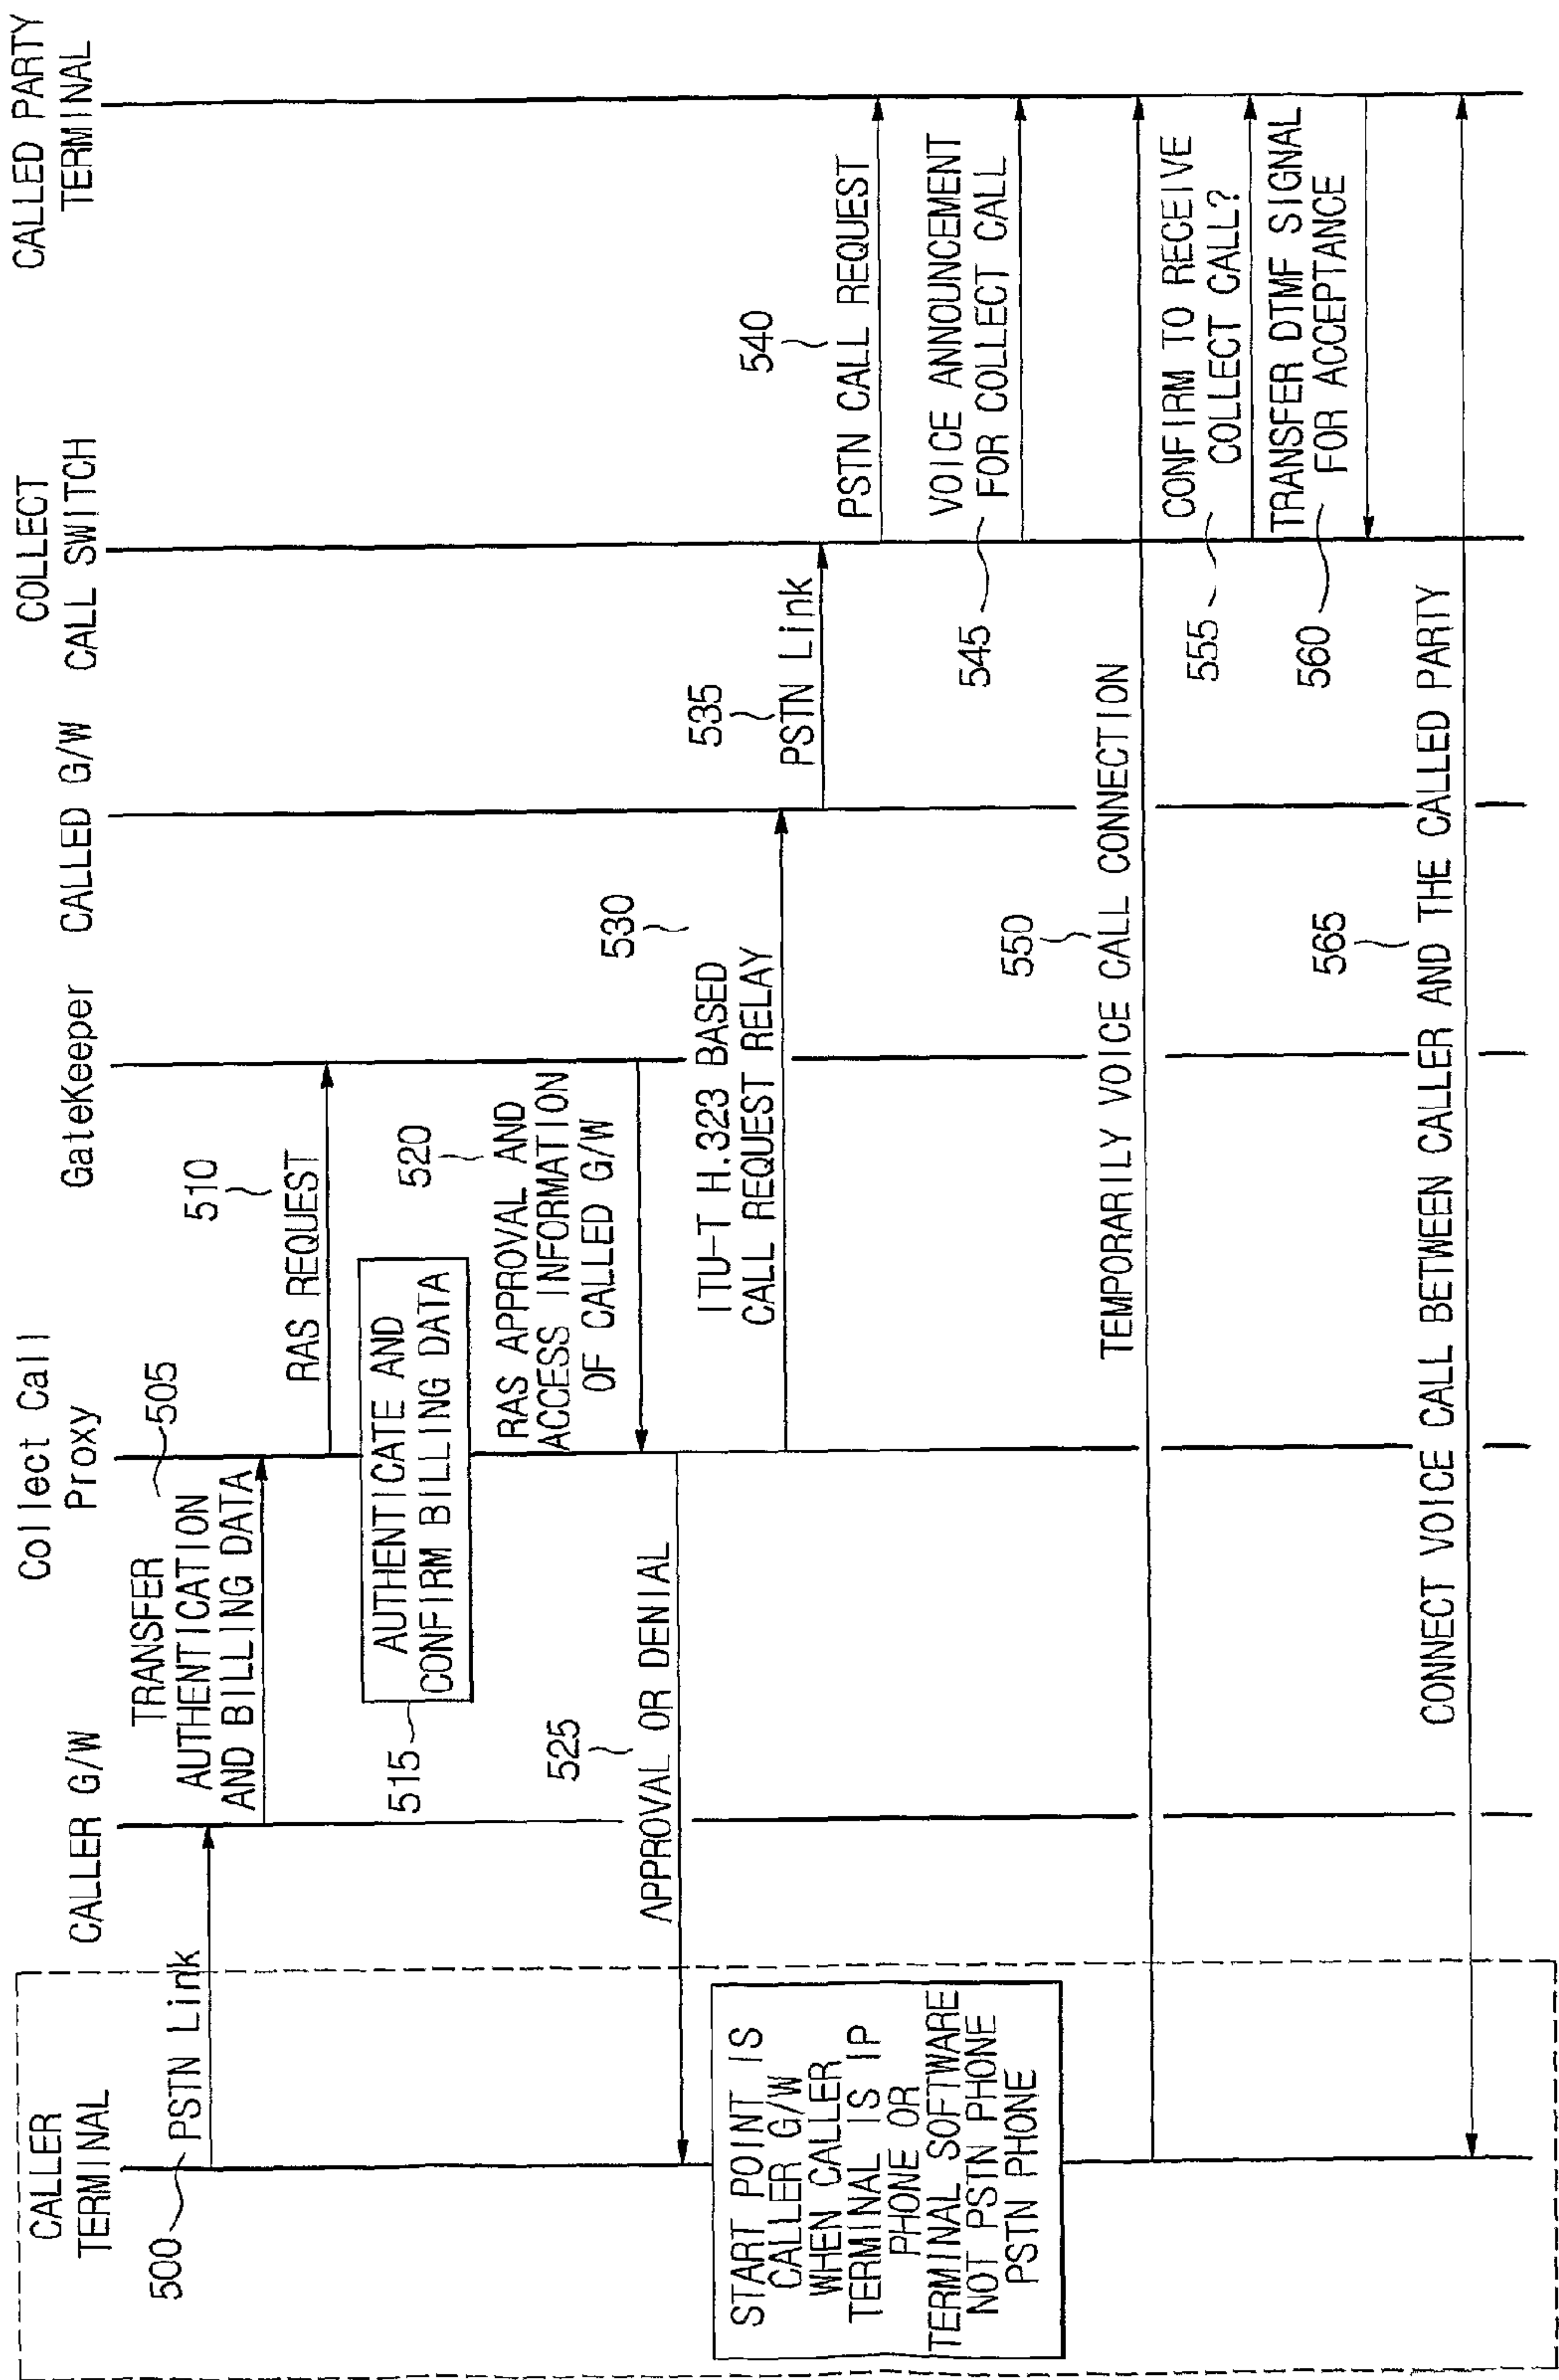 CALLER
TERMINAL
CALLER G/W
Collect Call
Proxy
GateKeeper
CALLED G/W
COLLECT
CALL SWITCH
CALLED PARTY
TERMINAL
500
PSTN Link
TRANSFER
AUTHENTICATION
AND BILLING DATA
505
510
RAS REQUEST
515
AUTHENTICATE AND
CONFIRM BILLING DATA
520
RAS APPROVAL AND
ACCESS INFORMATION
OF CALLED G/W
525
APPROVAL OR DENIAL
530
ITU-T H.323 BASED
CALL REQUEST RELAY
START POINT IS
CALLER G/W
WHEN CALLER
TERMINAL IS IP
PHONE OR
TERMINAL SOFTWARE
NOT PSTN PHONE
PSTN PHONE
535
PSTN Link
540
PSTN CALL REQUEST
545
VOICE ANNOUNCEMENT
FOR COLLECT CALL
550
TEMPORARILY VOICE CALL CONNECTION
555
CONFIRM TO RECEIVE
COLLECT CALL?
560
TRANSFER DTMF SIGNAL
FOR ACCEPTANCE
565
CONNECT VOICE CALL BETWEEN CALLER AND THE CALLED PARTY